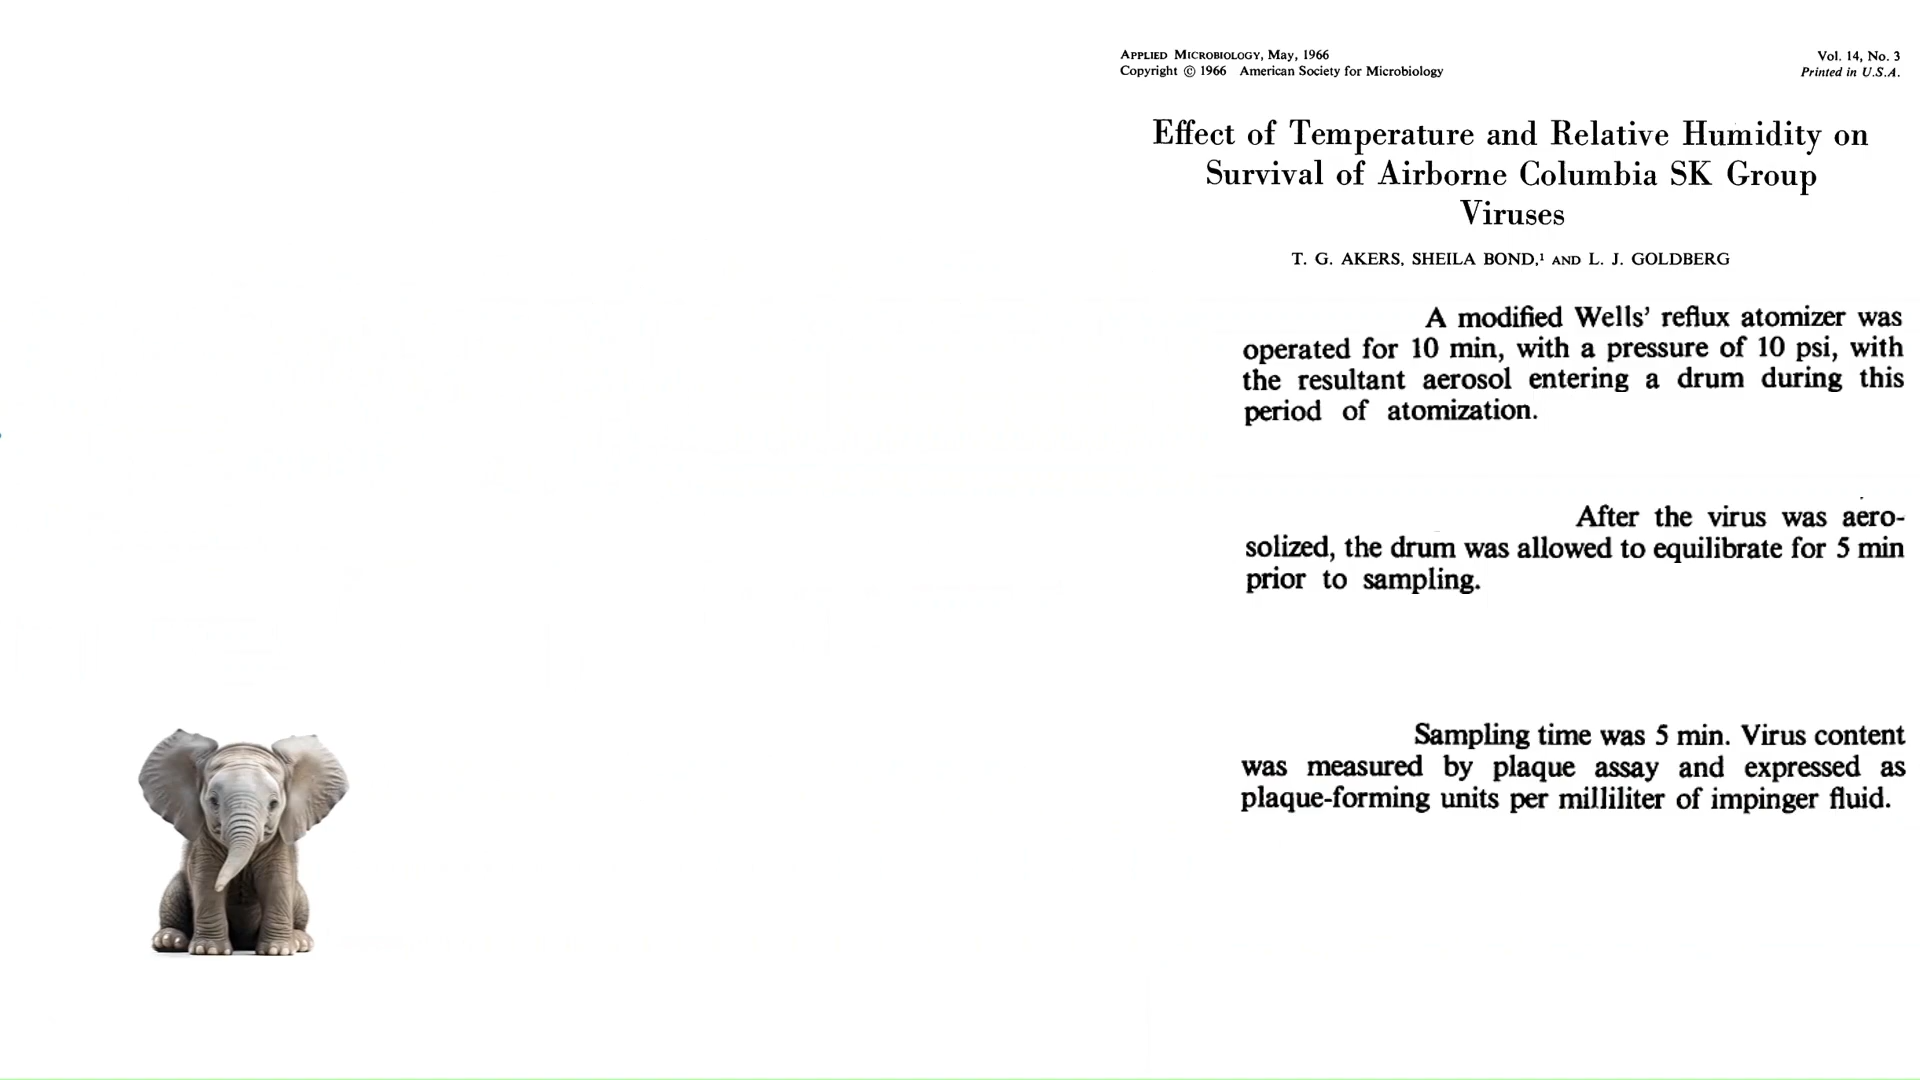 APPLIED MICROBIOLOGY, May, 1966
Copyright © 1966 American Society for Microbiology
Vol. 14, No. 3
Printed in U.S.A.
Effect of Temperature and Relative Humidity on
Survival of Airborne Columbia SK Group
Viruses
T. G. AKERS, SHEILA BOND,¹ AND L. J. GOLDBERG
A modified Wells' reflux atomizer was
operated for 10 min, with a pressure of 10 psi, with
the resultant aerosol entering a drum during this
period of atomization.
After the virus was aero-
solized, the drum was allowed to equilibrate for 5 min
prior to sampling.
Sampling time was 5 min. Virus content
was measured by plaque assay and expressed as
plaque-forming units per milliliter of impinger fluid.